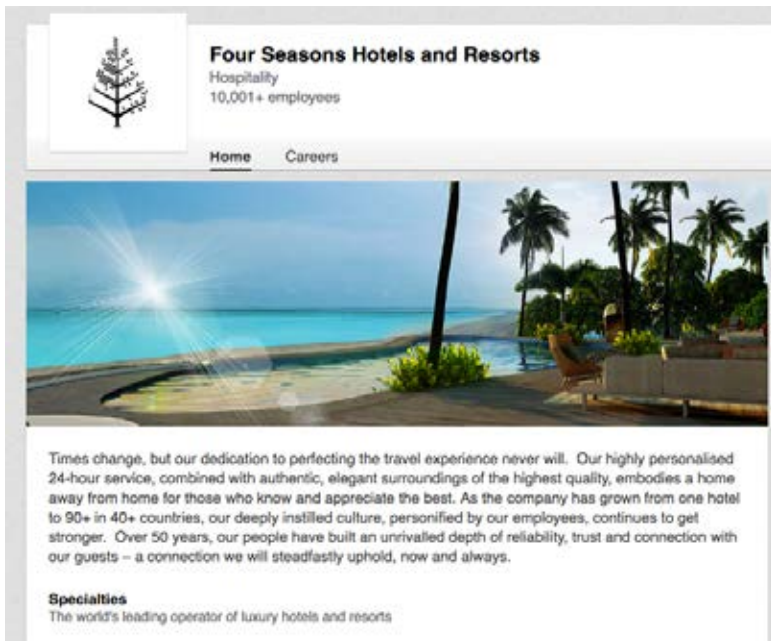 Four Seasons Hotels and Resorts
Hospitality
10,001+ employees
Home Careers
Times change, but our dedication to perfecting the travel experience never will. Our highly personalised
24-hour service, combined with authentic, elegant surroundings of the highest quality, embodies a home
away from home for those who know and appreciate the best. As the company has grown from one hotel
to 90+ in 40+ countries, our deeply instilled culture, personified by our employees, continues to get
stronger. Over 50 years, our people have built an unrivalled depth of reliability, trust and connection with
our guests – a connection we will steadfastly uphold, now and always.
Specialties
The world's leading operator of luxury hotels and resorts